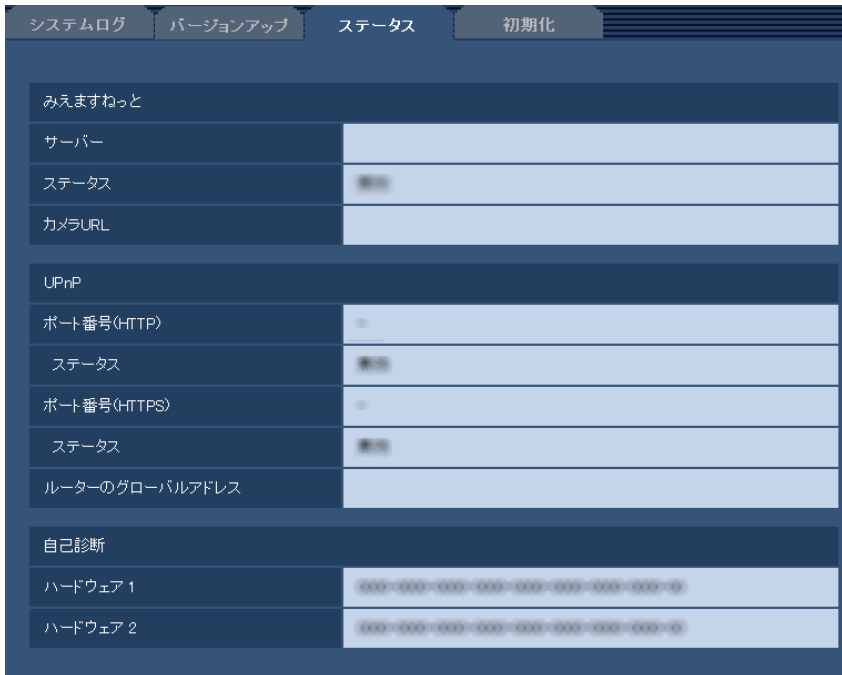 システムログ バージョンアップ ステータス 初期化
みえますねっと
サーバー
ステータス
カメラURL
UPnP
ポート番号(HTTP)
ステータス
ポート番号(HTTPS)
ステータス
ルーターのグローバルアドレス
自己診断
ハードウェア 1
ハードウェア 2